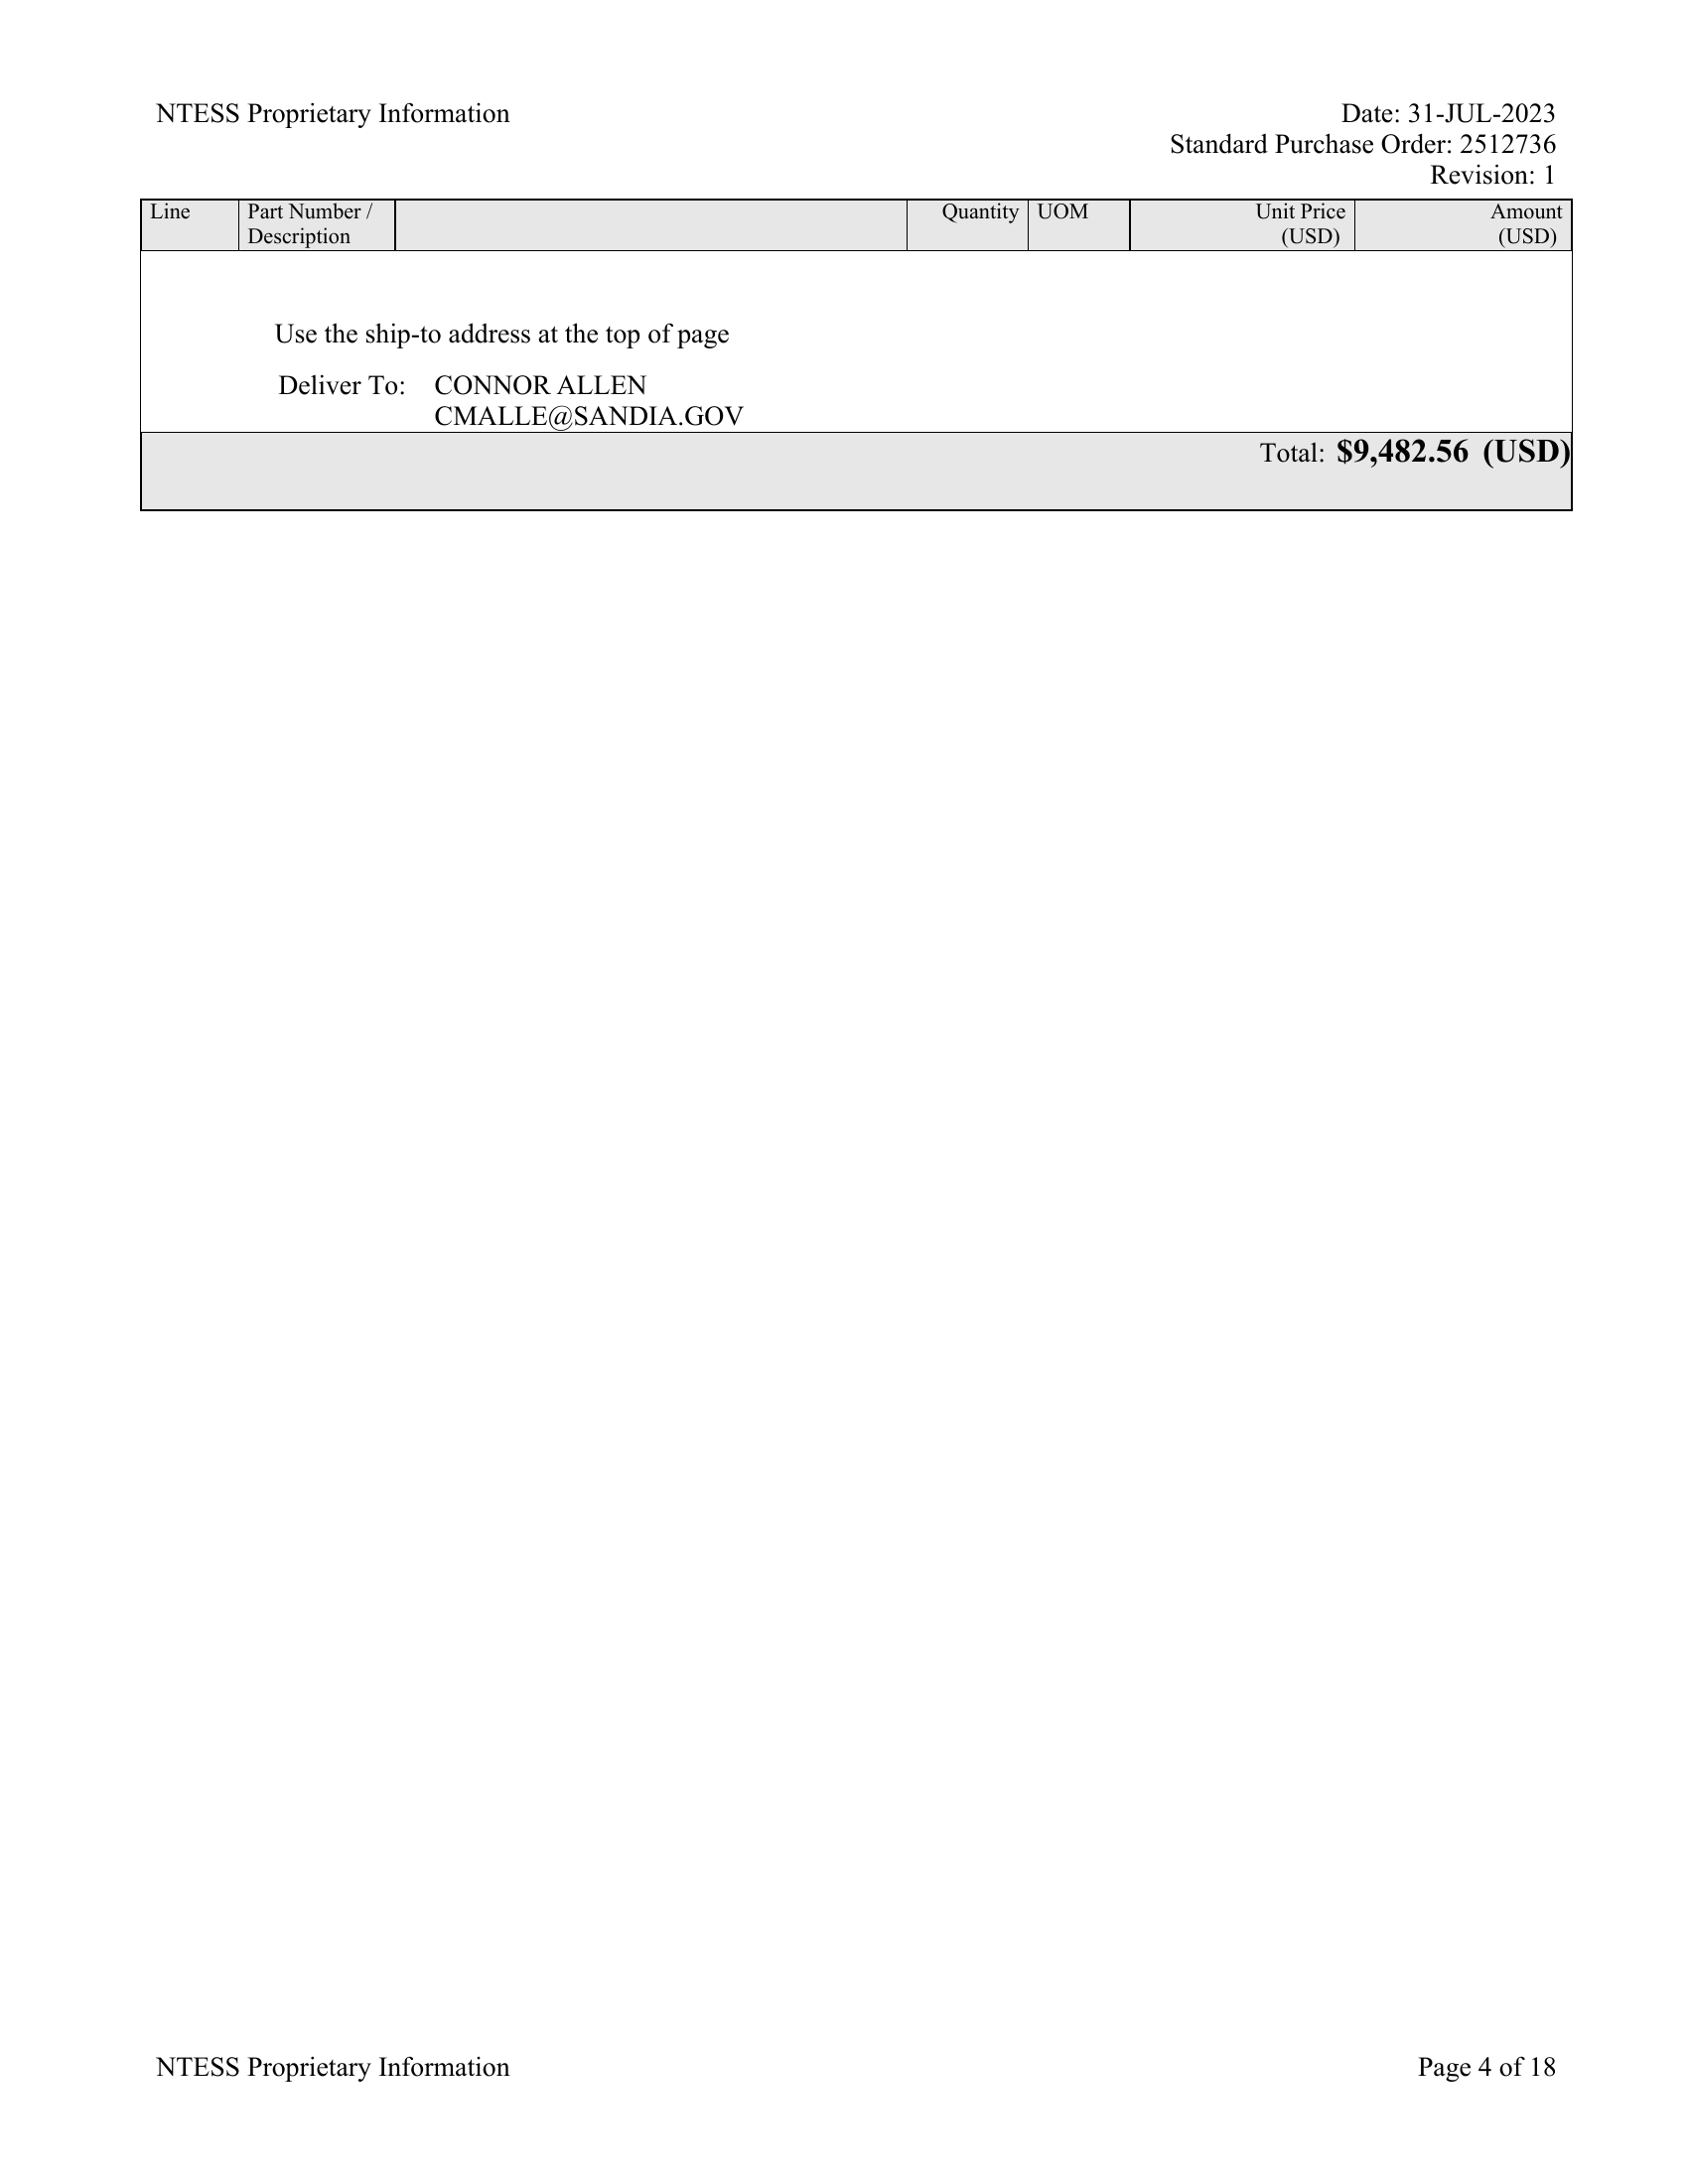 NTESS Proprietary Information
Date: 31-JUL-2023
Standard Purchase Order: 2512736
Revision: 1
Line
Part Number /
Description
Quantity
UOM
Unit Price
(USD)
Amount
(USD)
Use the ship-to address at the top of page
Deliver To: CONNOR ALLEN
CMALLE@SANDIA.GOV
Total: $9,482.56 (USD)
NTESS Proprietary Information
Page 4 of 18